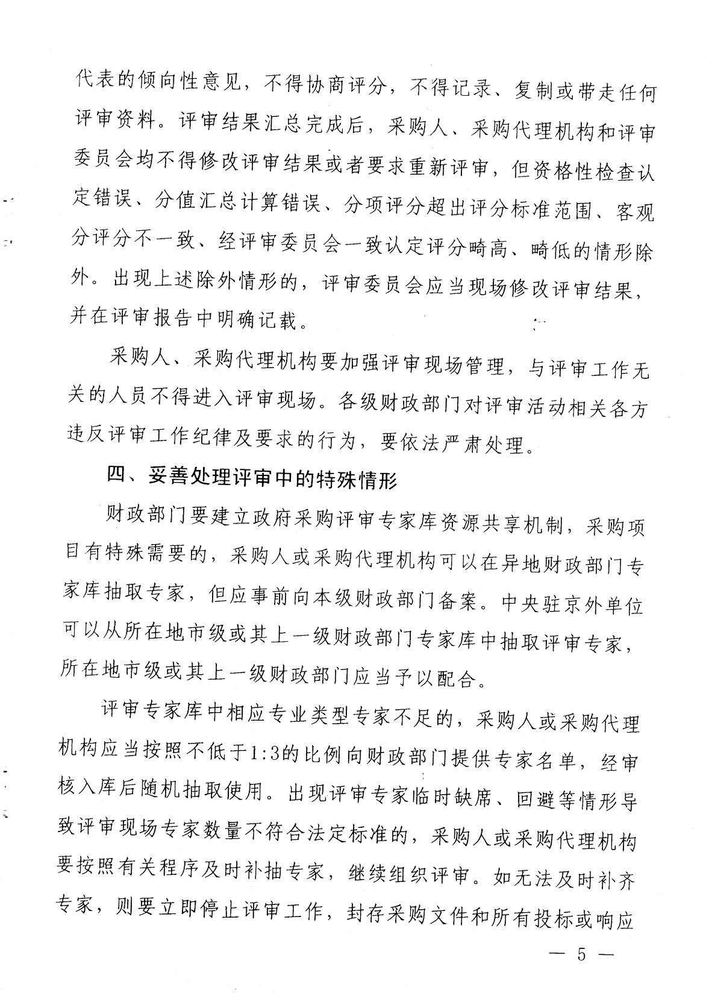 代表的倾向性意见，不得协商评分，不得记录、复制或带走任何
评审资料。评审结果汇总完成后，采购人、采购代理机构和评审
委员会均不得修改评审结果或者要求重新评审，但资格性检查认
定错误、分值汇总计算错误、分项评分超出评分标准范围、客观
分评分不一致、经评审委员会一致认定评分畸高、畸低的情形除
外。出现上述除外情形的，评审委员会应当现场修改评审结果，
并在评审报告中明确记载。
采购人、采购代理机构要加强评审现场管理，与评审工作无
关的人员不得进入评审现场。各级财政部门对评审活动相关各方
违反评审工作纪律及要求的行为，要依法严肃处理。
四、妥善处理评审中的特殊情形
财政部门要建立政府采购评审专家库资源共享机制，采购项
目有特殊需要的，采购人或采购代理机构可以在异地财政部门专
家库抽取专家，但应事前向本级财政部门备案。中央驻京外单位
可以从所在地市级或其上一级财政部门专家库中抽取评审专家，
所在地市级或其上一级财政部门应当予以配合。
评审专家库中相应专业类型专家不足的，采购人或采购代理
机构应当按照不低于1:3的比例向财政部门提供专家名单，经审
核入库后随机抽取使用。出现评审专家临时缺席、回避等情形导
致评审现场专家数量不符合法定标准的，采购人或采购代理机构
要按照有关程序及时补抽专家，继续组织评审。如无法及时补齐
专家，则要立即停止评审工作，封存采购文件和所有投标或响应
— 5 —